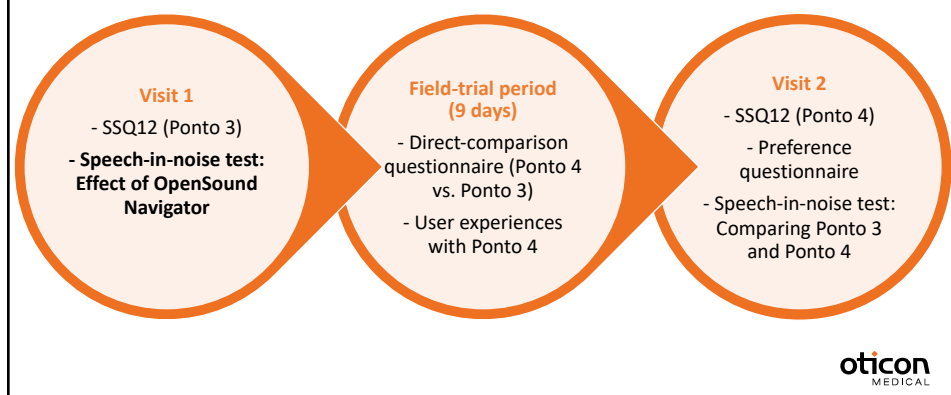 Visit 1
- SSQ12 (Ponto 3)
- Speech-in-noise test:
Effect of OpenSound
Navigator
Field-trial period
(9 days)
- Direct-comparison
questionnaire (Ponto 4
vs. Ponto 3)
- User experiences
with Ponto 4
Visit 2
- SSQ12 (Ponto 4)
- Preference
questionnaire
- Speech-in-noise test:
Comparing Ponto 3
and Ponto 4
oticon
MEDICAL